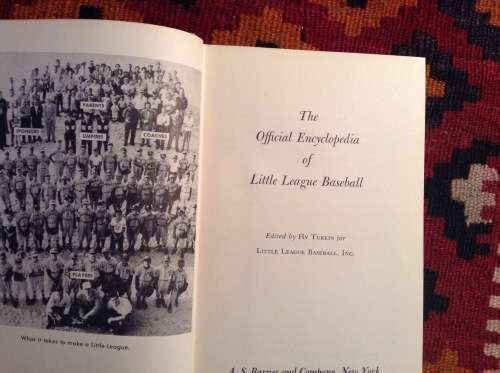 PARENTS
SPONSORS
UMPIRES
COACHES
PLAYERS
What it takes to make a Little League.
The
Official Encyclopedia
of
Little League Baseball
Edited by HY TURKIN for
LITTLE LEAGUE BASEBALL, INC.
A. S. Barnes and Company, New York